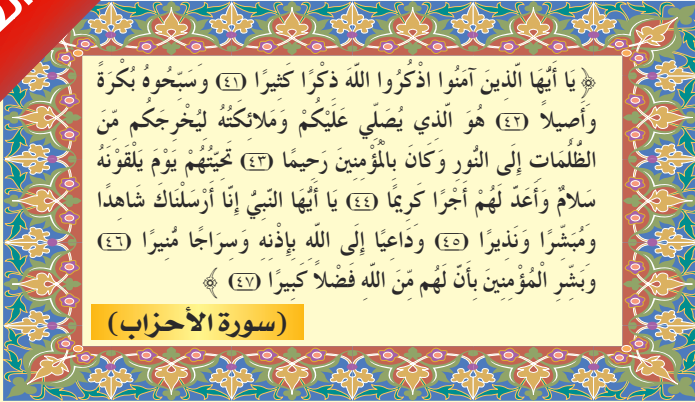 ﴿ يَا أَيُّهَا الَّذِينَ آمَنُوا اذْكُرُوا اللَّهَ ذِكْرًا كَثِيرًا (٤١) وَسَبِّحُوهُ بُكْرَةً
وَأَصِيلاً (٤٢) هُوَ الَّذِي يُصَلِّي عَلَيْكُمْ وَمَلَائِكَتُهُ لِيُخْرِجَكُم مِّنَ
الظُّلُمَاتِ إِلَى النُّورِ وَكَانَ بِالْمُؤْمِنِينَ رَحِيمًا (٤٣) تَحِيَّتُهُمْ يَوْمَ يَلْقَوْنَهُ
سَلَامٌ وَأَعَدَّ لَهُمْ أَجْرًا كَرِيمًا (٤٤) يَا أَيُّهَا النَّبِيُّ إِنَّا أَرْسَلْنَاكَ شَاهِدًا
وَمُبَشِّرًا وَنَذِيرًا (٤٥) وَدَاعِيًا إِلَى اللَّهِ بِإِذْنِهِ وَسِرَاجًا مُّنِيرًا (٤٦)
وَبَشِّرِ الْمُؤْمِنِينَ بِأَنَّ لَهُم مِّنَ اللَّهِ فَضْلاً كَبِيرًا (٤٧) ﴾
(سورة الأحزاب)